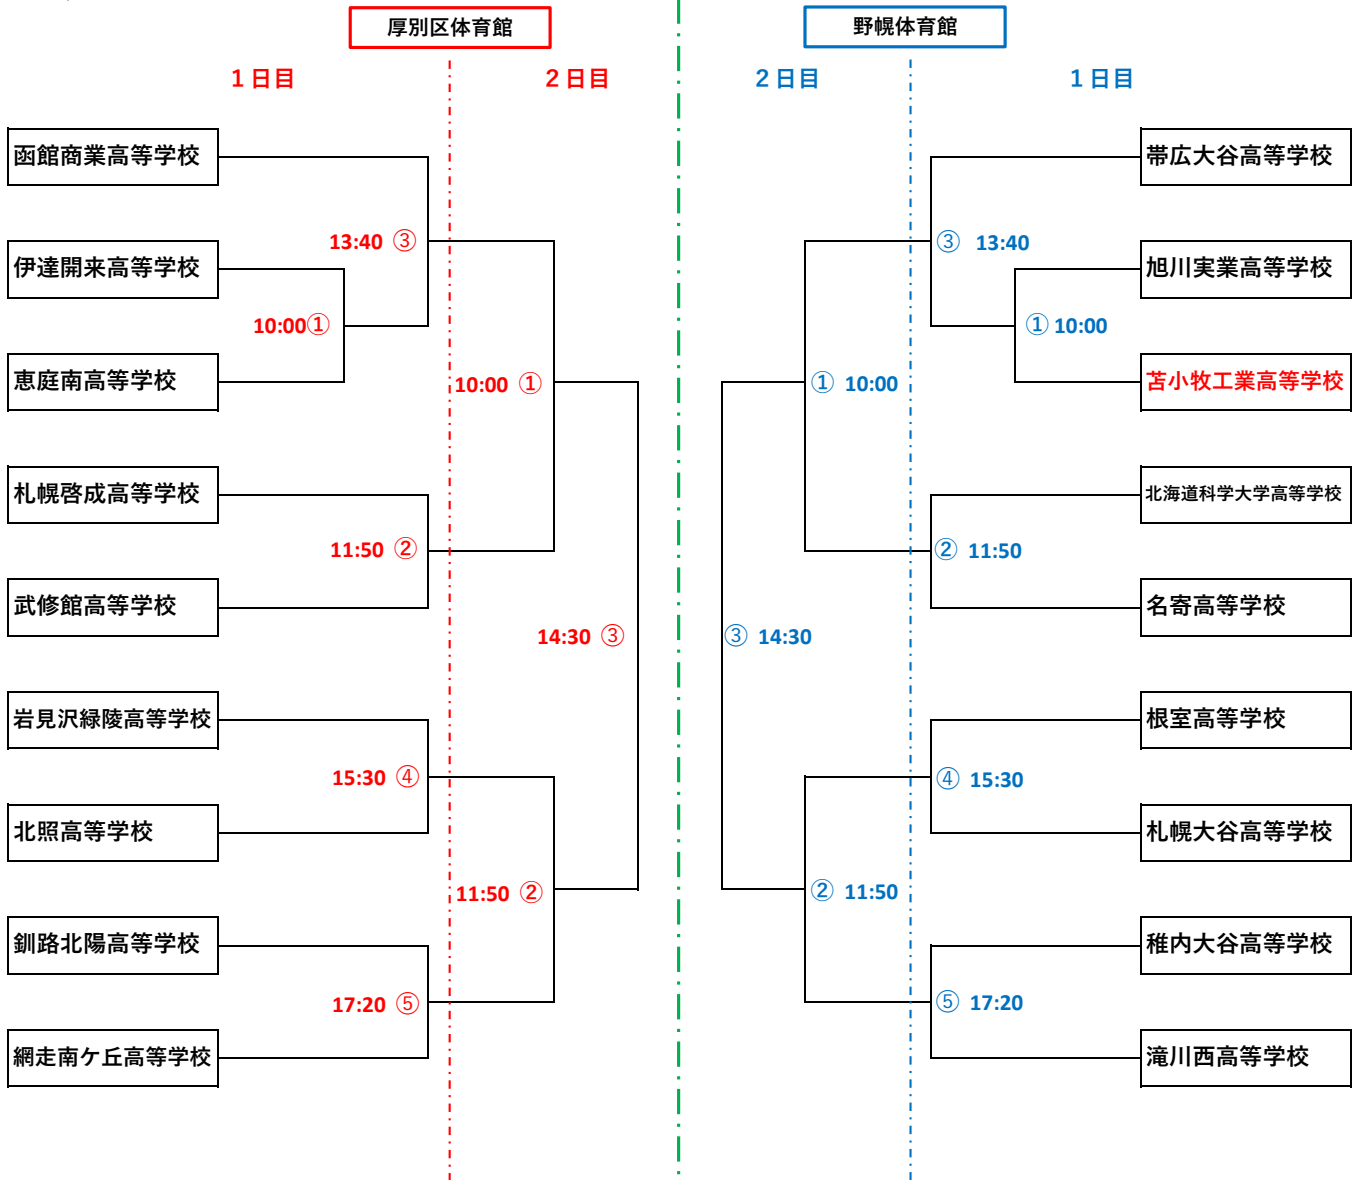 厚別区体育館
野幌体育館
1日目
2日目
2日目
1日目
函館商業高等学校
帯広大谷高等学校
13:40 ③
③ 13:40
伊達開来高等学校
旭川実業高等学校
10:00①
① 10:00
恵庭南高等学校
苫小牧工業高等学校
10:00 ①
① 10:00
札幌啓成高等学校
北海道科学大学高等学校
11:50 ②
② 11:50
武修館高等学校
名寄高等学校
14:30 ③
③ 14:30
岩見沢緑陵高等学校
根室高等学校
15:30 ④
④ 15:30
北照高等学校
札幌大谷高等学校
11:50 ②
② 11:50
釧路北陽高等学校
稚内大谷高等学校
17:20 ⑤
⑤ 17:20
網走南ケ丘高等学校
滝川西高等学校